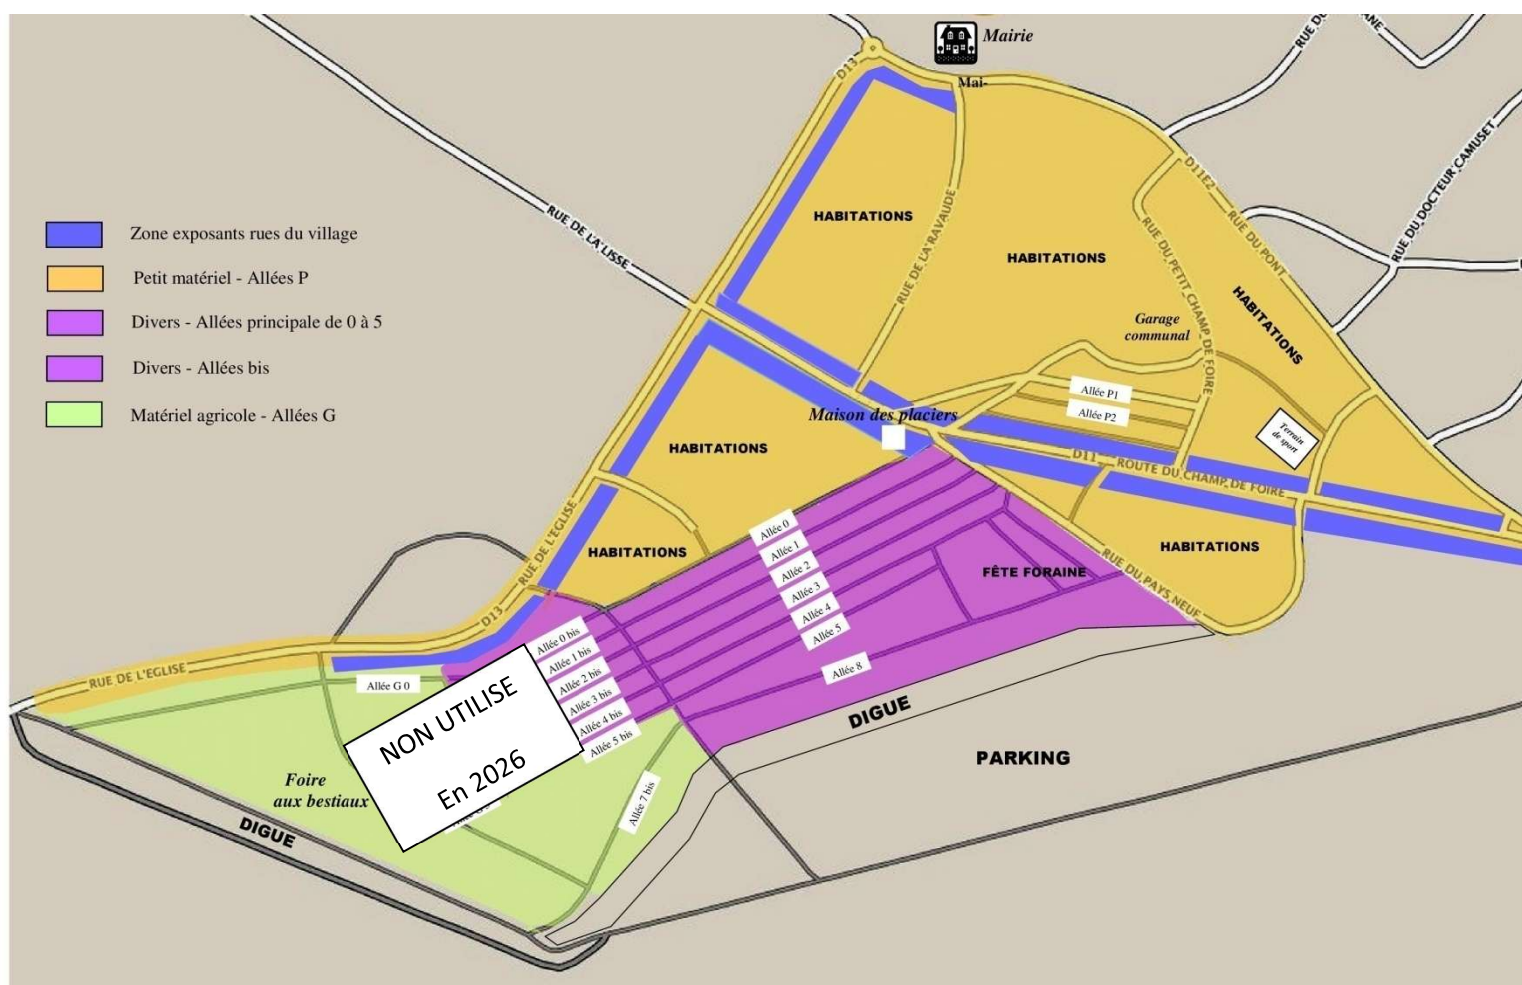 Mairie
Mai-
D13
RUE DE LA LISSE
RUE DE LA RAVAUDE
HABITATIONS
HABITATIONS
HABITATIONS
D11E2
RUE DU PONT
RUE DU PETIT CHAMP DE FOIRE
RUE DU DOCTEUR CAMUSET
RUE DU
Zone exposants rues du village
Petit matériel - Allées P
Divers - Allées principale de 0 à 5
Divers - Allées bis
Matériel agricole - Allées G
Garage
communal
Allée P1
Allée P2
Maison des placiers
Terrain
de sport
D11
ROUTE DU CHAMP DE FOIRE
HABITATIONS
HABITATIONS
HABITATIONS
RUE DE L'EGLISE
D13
RUE DE L'EGLISE
Allée 0
Allée 1
Allée 2
Allée 3
Allée 4
Allée 5
FÊTE FORAINE
RUE DU PAYS NEUF
Allée 8
Allée 0 bis
Allée 1 bis
Allée 2 bis
Allée 3 bis
Allée 4 bis
Allée 5 bis
Allée G 0
NON UTILISE
En 2026
Foire
aux bestiaux
Allée 7 bis
DIGUE
DIGUE
PARKING